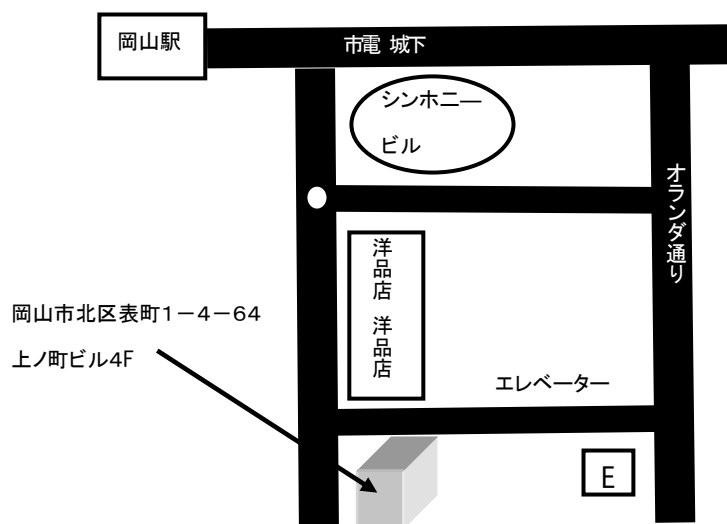 岡山駅
市電 城下
シンホニ―
ビル
オランダ通り
洋品店 洋品店
岡山市北区表町1－4－64
上ノ町ビル4F
エレベーター
E